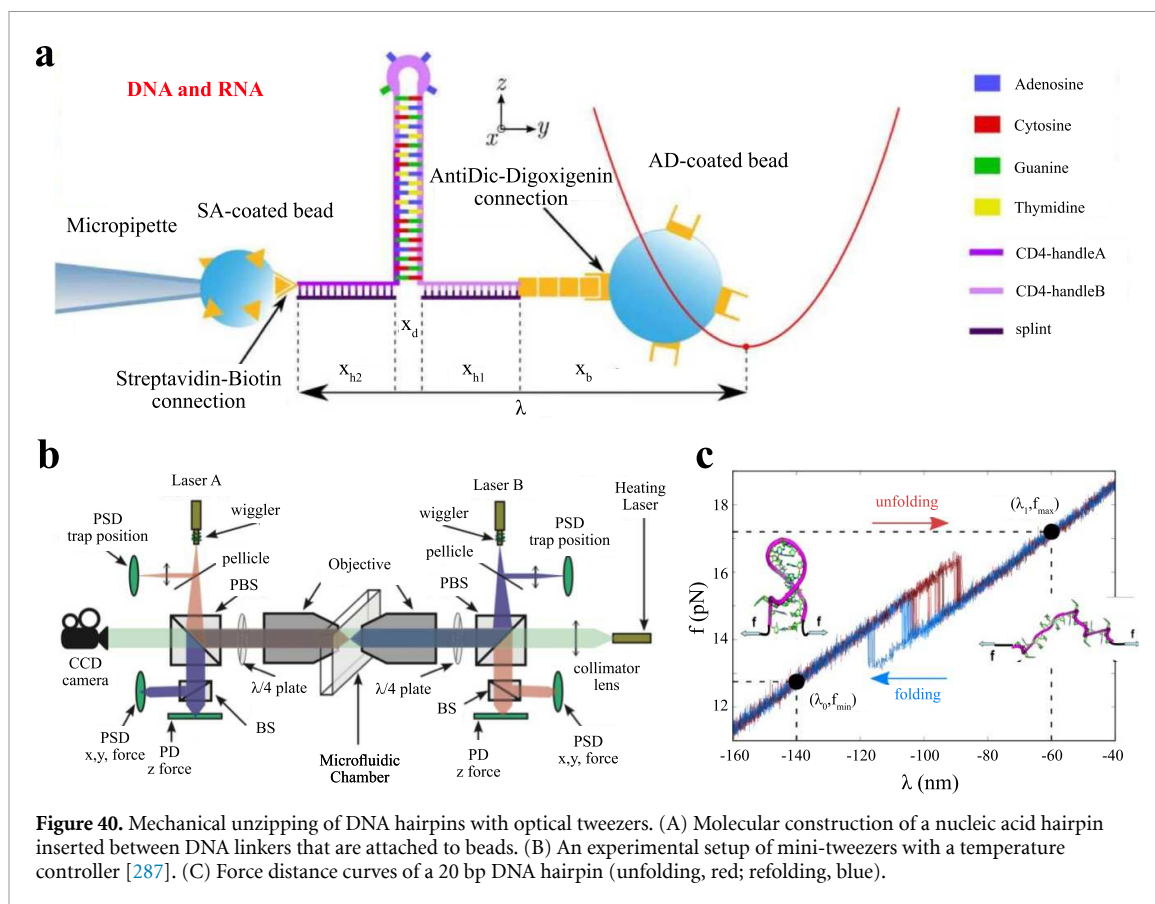 a
DNA and RNA
z
x
y
Adenosine
Cytosine
Guanine
Thymidine
CD4-handleA
CD4-handleB
splint
Micropipette
SA-coated bead
AntiDic-Digoxigenin
connection
AD-coated bead
Streptavidin-Biotin
connection
x_d
x_h2
x_h1
x_b
λ
b
Laser A
wiggler
PSD
trap position
pellicle
PBS
Objective
Laser B
wiggler
PSD
trap position
pellicle
PBS
Heating
Laser
CCD
camera
λ/4 plate
λ/4 plate
collimator
lens
BS
BS
PSD
x,y, force
PD
z force
Microfluidic
Chamber
PD
z force
PSD
x,y, force
c
f (pN)
18
16
14
12
unfolding
(λ₁,f_max)
f
f
f
f
folding
(λ₀,f_min)
-160
-140
-120
-100
-80
-60
-40
λ (nm)
Figure 40. Mechanical unzipping of DNA hairpins with optical tweezers. (A) Molecular construction of a nucleic acid hairpin
inserted between DNA linkers that are attached to beads. (B) An experimental setup of mini-tweezers with a temperature
controller [287]. (C) Force distance curves of a 20 bp DNA hairpin (unfolding, red; refolding, blue).